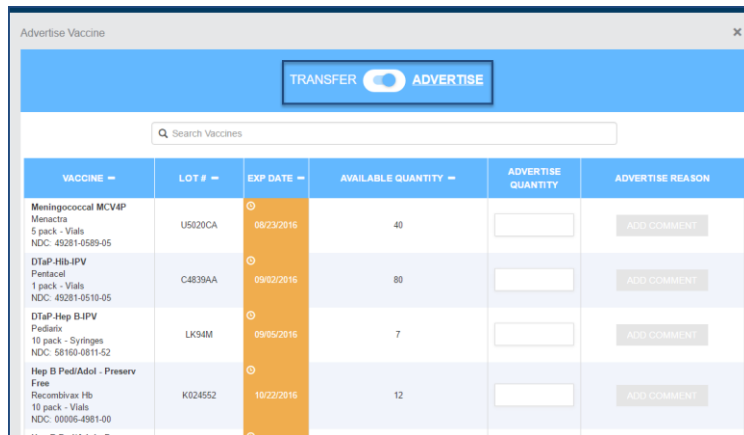 Advertise Vaccine ×
TRANSFER ADVERTISE
Search Vaccines
VACCINE LOT # EXP DATE AVAILABLE QUANTITY ADVERTISE QUANTITY ADVERTISE REASON
Meningococcal MCV4P
Menactra
5 pack - Vials
NDC: 49281-0589-05
U5020CA 08/23/2016 40 ADD COMMENT
DTaP-Hib-IPV
Pentacel
1 pack - Vials
NDC: 49281-0510-05
C4839AA 09/02/2016 80 ADD COMMENT
DTaP-Hep B-IPV
Pediarix
10 pack - Syringes
NDC: 58160-0811-52
LK94M 09/05/2016 7 ADD COMMENT
Hep B Ped/Adol - Preserv
Free
Recombivax Hb
10 pack - Vials
NDC: 00006-4981-00
K024552 10/22/2016 12 ADD COMMENT